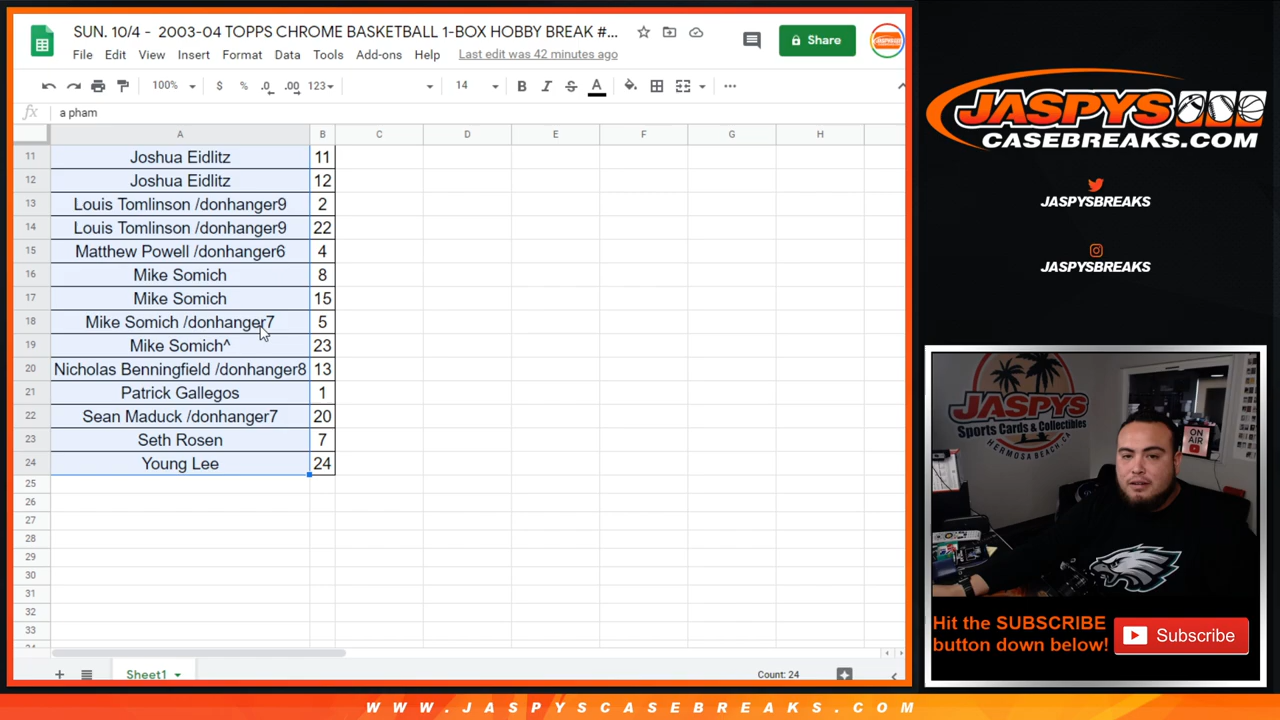 SUN. 10/4 - 2003-04 TOPPS CHROME BASKETBALL 1-BOX HOBBY BREAK #...
File Edit View Insert Format Data Tools Add-ons Help Last edit was 42 minutes ago
Share
100% $ % .0 .00 123 14 B I S A
fx a pham
A B C D E F G H
11 Joshua Eidlitz 11
12 Joshua Eidlitz 12
13 Louis Tomlinson /donhanger9 2
14 Louis Tomlinson /donhanger9 22
15 Matthew Powell /donhanger6 4
16 Mike Somich 8
17 Mike Somich 15
18 Mike Somich /donhanger7 5
19 Mike Somich^ 23
20 Nicholas Benningfield /donhanger8 13
21 Patrick Gallegos 1
22 Sean Maduck /donhanger7 20
23 Seth Rosen 7
24 Young Lee 24
25
26
27
28
29
30
31
32
33
Sheet1 Count: 24
JASPYS
CASEBREAKS.COM
JASPYSBREAKS
JASPYSBREAKS
JASPYS
Sports Cards & Collectibles
HERMOSA BEACH, CA
ON AIR
Hit the SUBSCRIBE
button down below!
Subscribe
WWW.JASPYSCASEBREAKS.COM